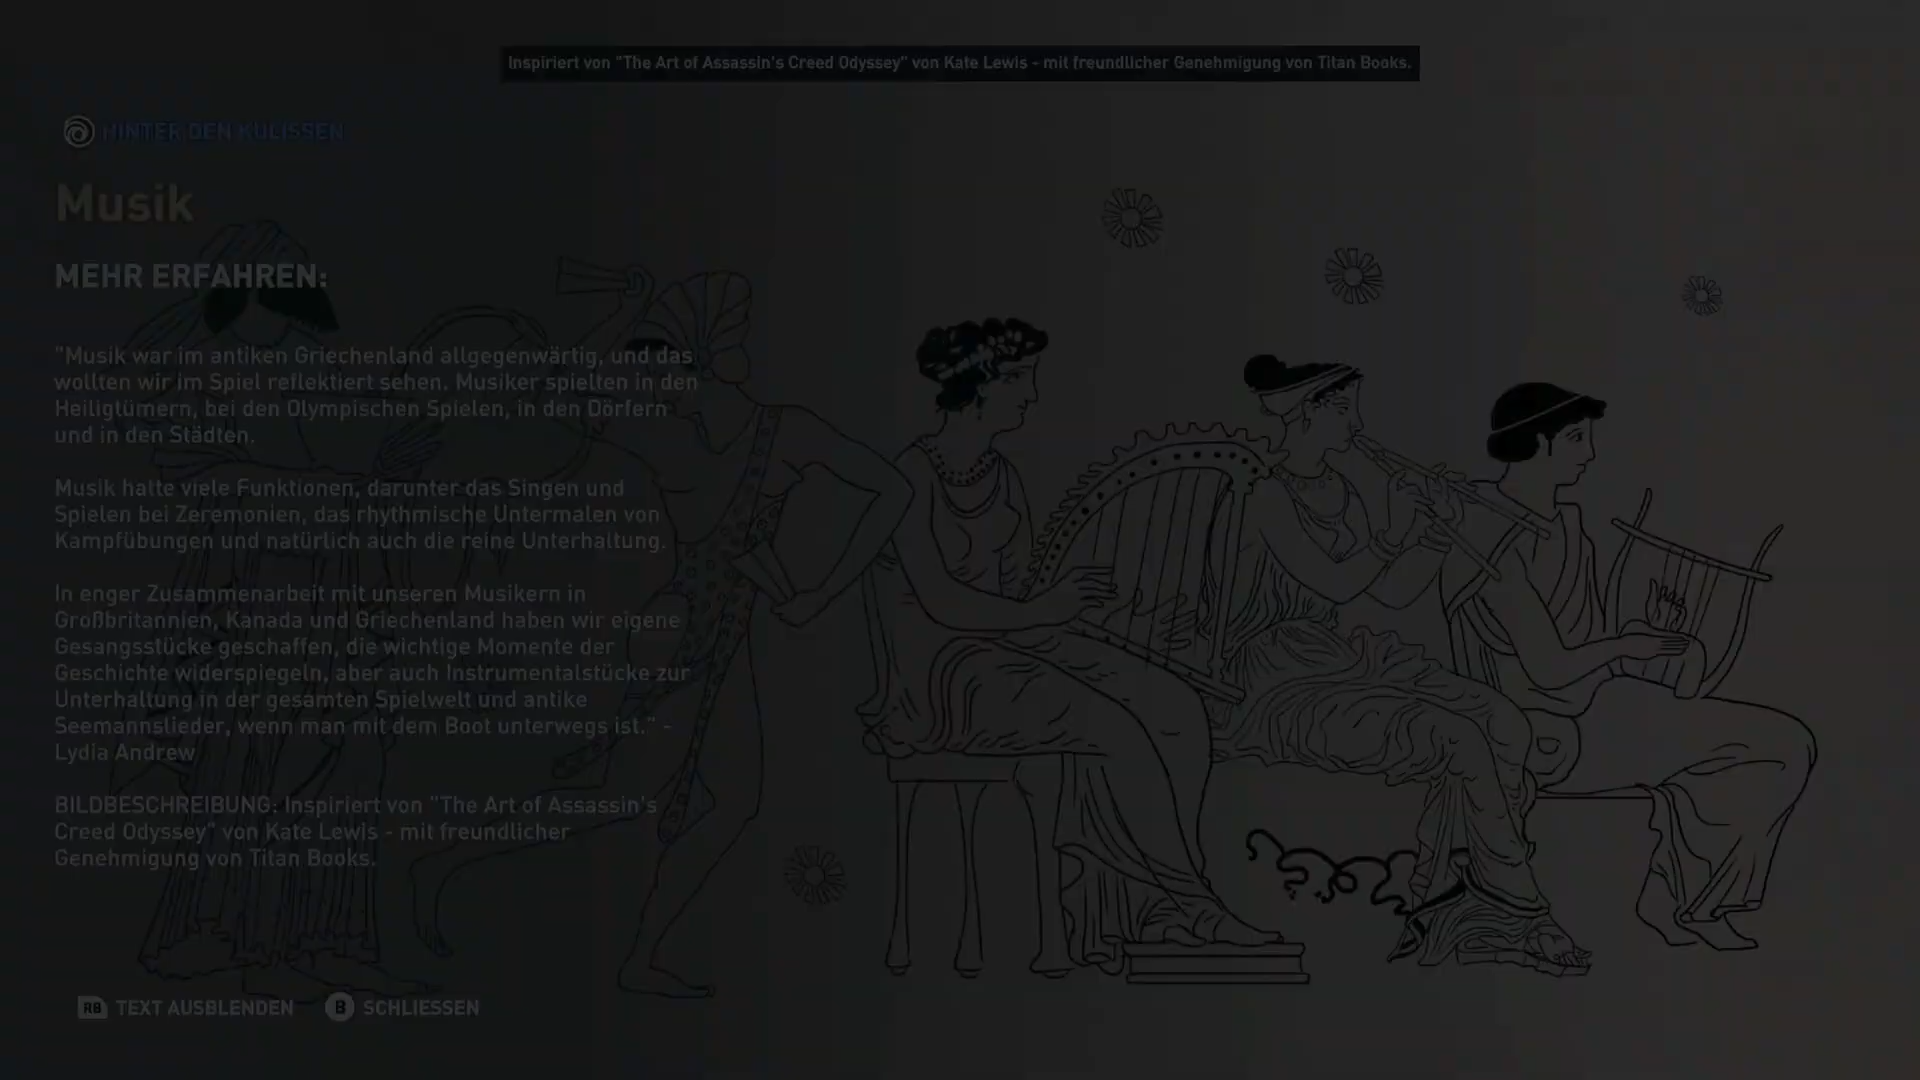 Inspiriert von "The Art of Assassin's Creed Odyssey" von Kate Lewis - mit freundlicher Genehmigung von Titan Books.
HINTER DEN KULISSEN
Musik
MEHR ERFAHREN:
"Musik war im antiken Griechenland allgegenwärtig, und das
wollten wir im Spiel reflektiert sehen. Musiker spielten in den
Heiligtümern, bei den Olympischen Spielen, in den Dörfern
und in den Städten.
Musik hatte viele Funktionen, darunter das Singen und
Spielen bei Zeremonien, das rhythmische Untermalen von
Kampfübungen und natürlich auch die reine Unterhaltung.
In enger Zusammenarbeit mit unseren Musikern in
Großbritannien, Kanada und Griechenland haben wir eigene
Gesangsstücke geschaffen, die wichtige Momente der
Geschichte widerspiegeln, aber auch Instrumentalstücke zur
Unterhaltung in der gesamten Spielwelt und antike
Seemannslieder, wenn man mit dem Boot unterwegs ist." -
Lydia Andrew
BILDBESCHREIBUNG: Inspiriert von "The Art of Assassin's
Creed Odyssey" von Kate Lewis - mit freundlicher
Genehmigung von Titan Books.
RB TEXT AUSBLENDEN B SCHLIESSEN